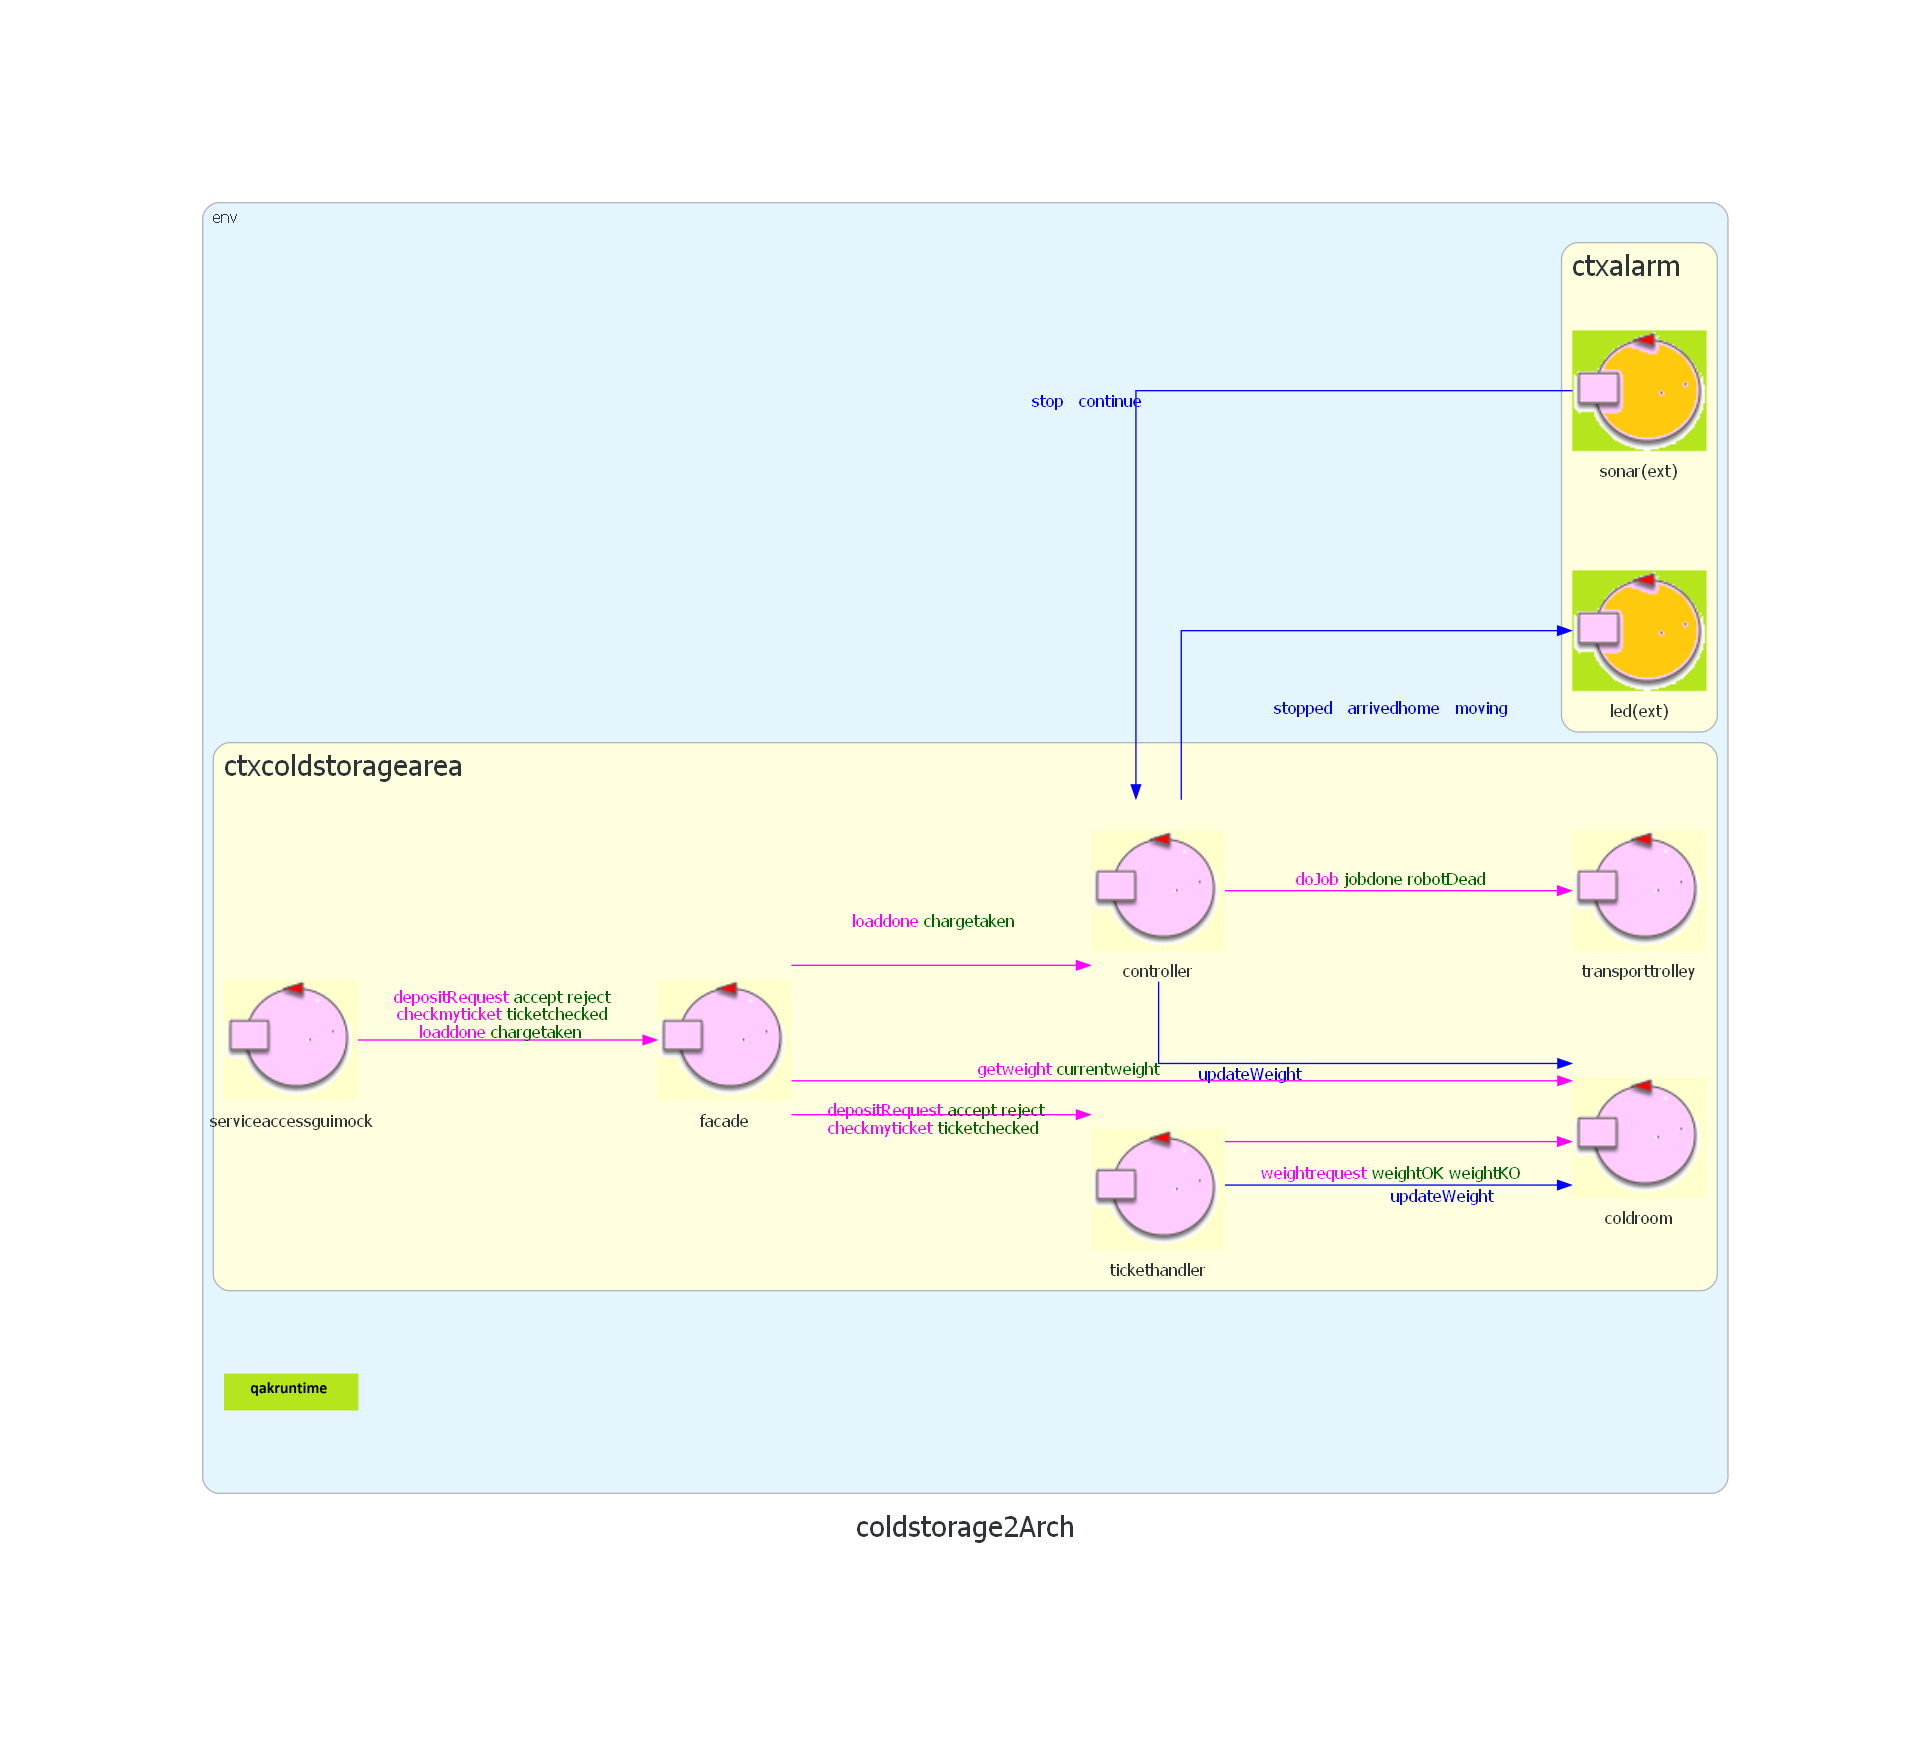 env
ctxalarm
stop continue
sonar(ext)
stopped arrivedhome moving
led(ext)
ctxcoldstoragearea
doJob jobdone robotDead
loaddone chargetaken
controller
transporttrolley
depositRequest accept reject
checkmyticket ticketchecked
loaddone chargetaken
getweight currentweight
updateWeight
serviceaccessguimock
facade
depositRequest accept reject
checkmyticket ticketchecked
weightrequest weightOK weightKO
updateWeight
coldroom
tickethandler
qakruntime
coldstorage2Arch